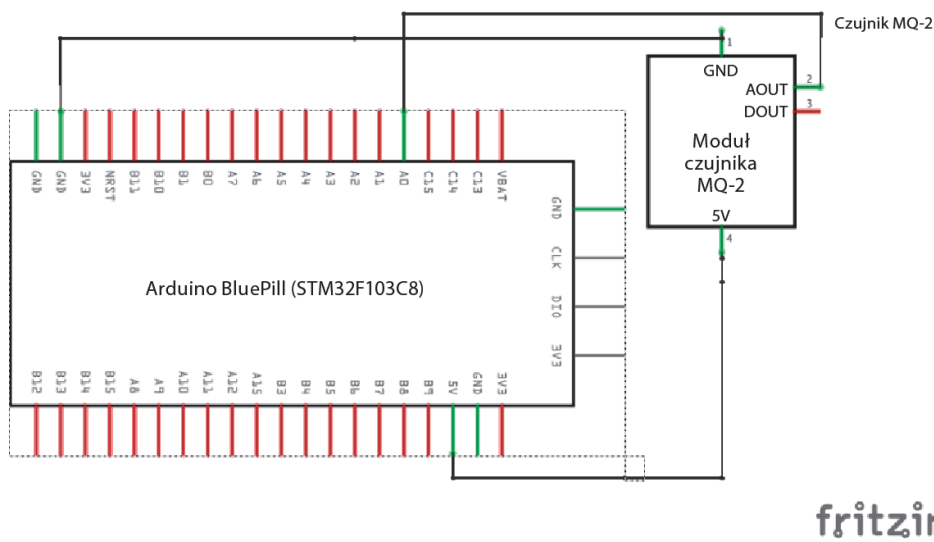 Czujnik MQ-2
1
GND
AOUT 2
DOUT 3
Moduł
czujnika
MQ-2
5V
4
GND GND 3V3 NRST B11 B10 B1 B0 A7 A6 A5 A4 A3 A2 A1 A0 C15 C14 C13 VBAT
GND
CLK
DIO
3V3
Arduino BluePill (STM32F103C8)
B12 B13 B14 B15 A8 A9 A10 A11 A12 A15 B3 B4 B5 B6 B7 B8 B9 5V GND 3V3